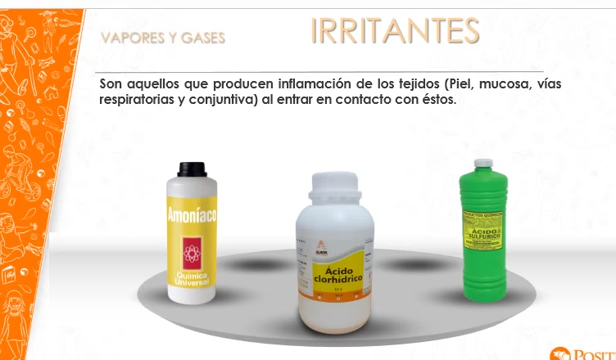 VAPORES Y GASES
IRRITANTES
Son aquellos que producen inflamación de los tejidos (Piel, mucosa, vías
respiratorias y conjuntiva) al entrar en contacto con éstos.
Amoníaco
Química
Universal
Ácido
clorhídrico
ACIDO
SULFURICO
POSIT